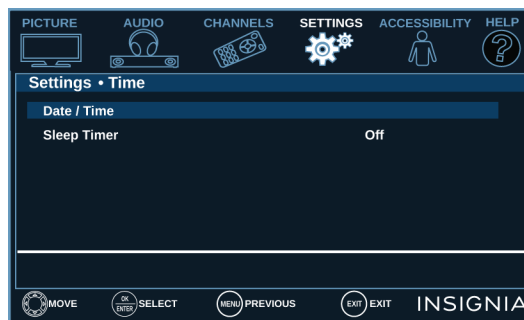 PICTURE AUDIO CHANNELS SETTINGS ACCESSIBILITY HELP
?
Settings • Time
Date / Time
Sleep Timer Off
OK
ENTER
MOVE SELECT MENU PREVIOUS EXIT EXIT INSIGNIA